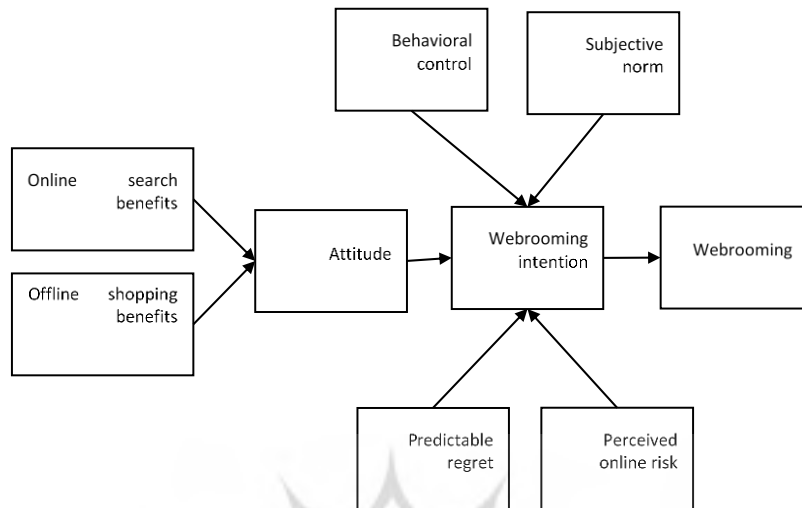 Behavioral
control
Subjective
norm
Online search
benefits
Offline shopping
benefits
Attitude
Webrooming
intention
Webrooming
Predictable
regret
Perceived
online risk